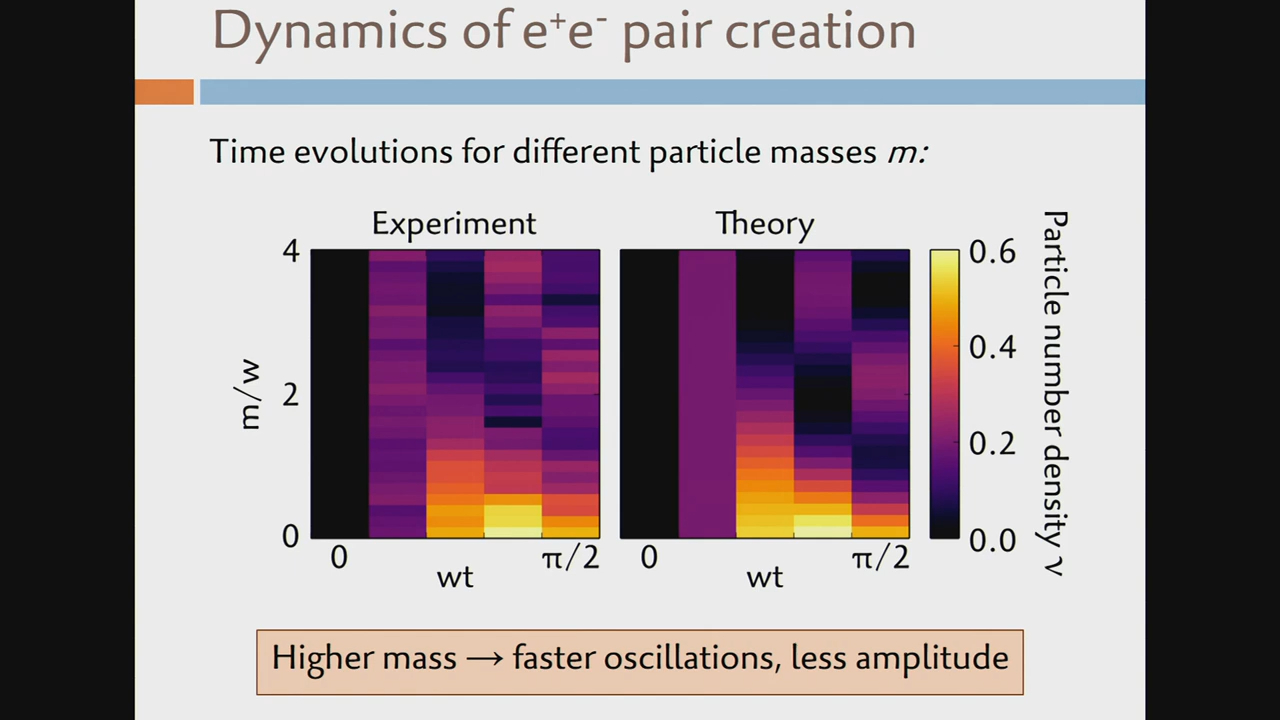 Dynamics of e⁺e⁻ pair creation
Time evolutions for different particle masses m:
Experiment
Theory
4
2
0
m/w
0
π/2
wt
0
π/2
wt
0.6
0.4
0.2
0.0
Particle number density ν
Higher mass → faster oscillations, less amplitude